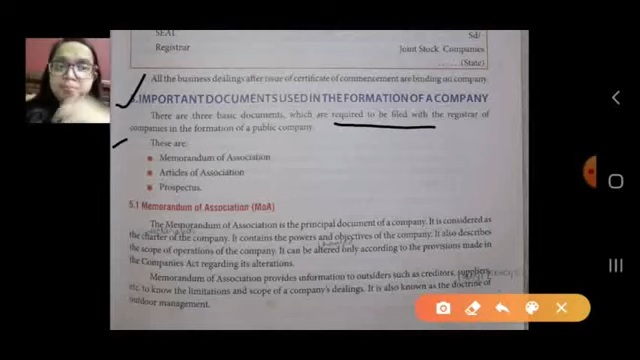 SEAL
Sd/-
Registrar
Joint Stock Companies
........(State)
All the business dealings after issue of certificate of commencement are binding on company.
.IMPORTANT DOCUMENTS USED IN THE FORMATION OF A COMPANY
There are three basic documents, which are required to be filed with the registrar of
companies in the formation of a public company.
These are:
Memorandum of Association
Articles of Association
Prospectus.
5.1 Memorandum of Association (MoA)
The Memorandum of Association is the principal document of a company. It is considered as
the charter of the company. It contains the powers and objectives of the company. It also describes
the scope of operations of the company. It can be altered only according to the provisions made in
the Companies Act regarding its alterations.
Memorandum of Association provides information to outsiders such as creditors, suppliers
etc. to know the limitations and scope of a company's dealings. It is also known as the doctrine of
outdoor management.